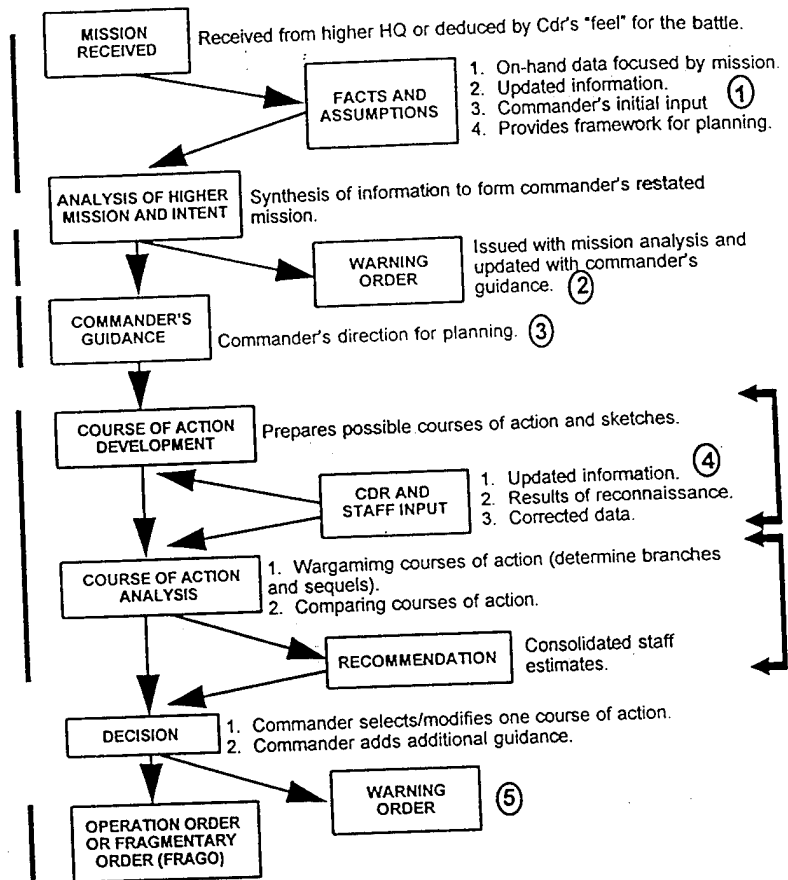 MISSION
RECEIVED
Received from higher HQ or deduced by Cdr's "feel" for the battle.
FACTS AND
ASSUMPTIONS
1. On-hand data focused by mission.
2. Updated information.
3. Commander's initial input
4. Provides framework for planning.
1
ANALYSIS OF HIGHER
MISSION AND INTENT
Synthesis of information to form commander's restated
mission.
WARNING
ORDER
Issued with mission analysis and
updated with commander's
guidance. 2
COMMANDER'S
GUIDANCE
Commander's direction for planning. 3
COURSE OF ACTION
DEVELOPMENT
Prepares possible courses of action and sketches.
CDR AND
STAFF INPUT
1. Updated information. 4
2. Results of reconnaissance.
3. Corrected data.
COURSE OF ACTION
ANALYSIS
1. Wargamimg courses of action (determine branches
and sequels).
2. Comparing courses of action.
RECOMMENDATION
Consolidated staff
estimates.
DECISION
1. Commander selects/modifies one course of action.
2. Commander adds additional guidance.
WARNING
ORDER
5
OPERATION ORDER
OR FRAGMENTARY
ORDER (FRAGO)